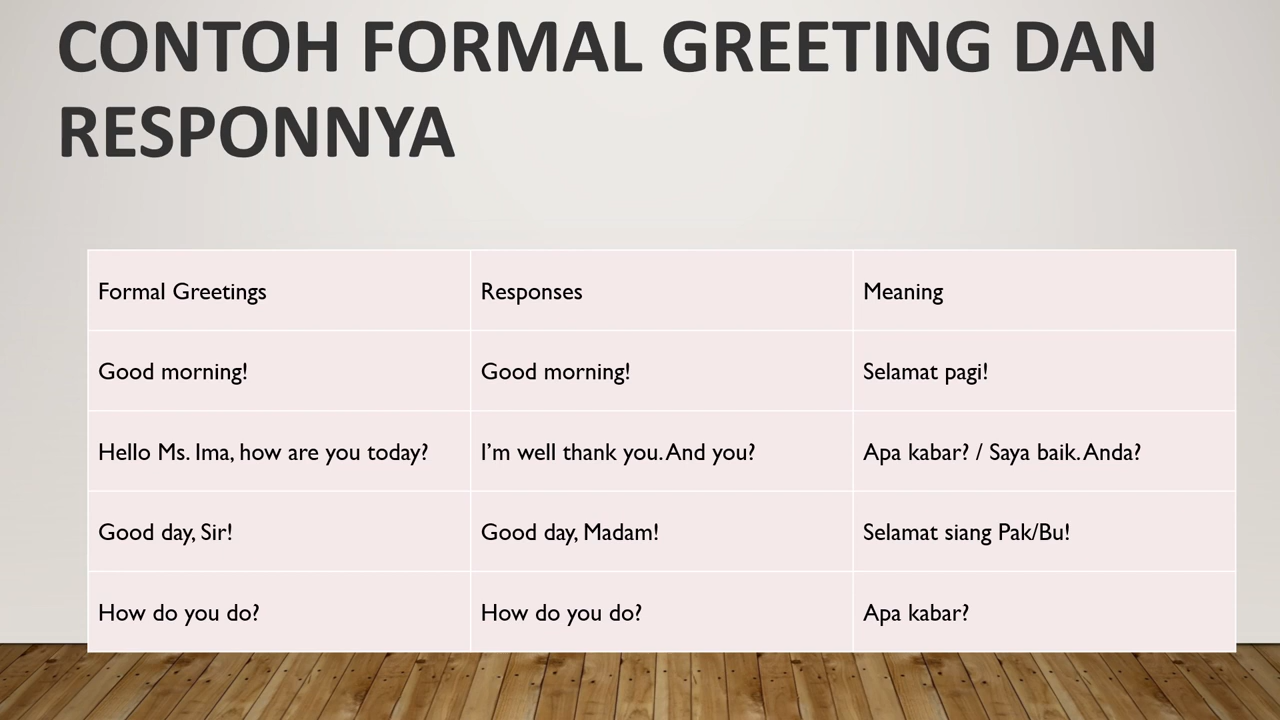 CONTOH FORMAL GREETING DAN
RESPONNYA
Formal Greetings Responses Meaning
Good morning! Good morning! Selamat pagi!
Hello Ms. Ima, how are you today? I’m well thank you. And you? Apa kabar? / Saya baik. Anda?
Good day, Sir! Good day, Madam! Selamat siang Pak/Bu!
How do you do? How do you do? Apa kabar?